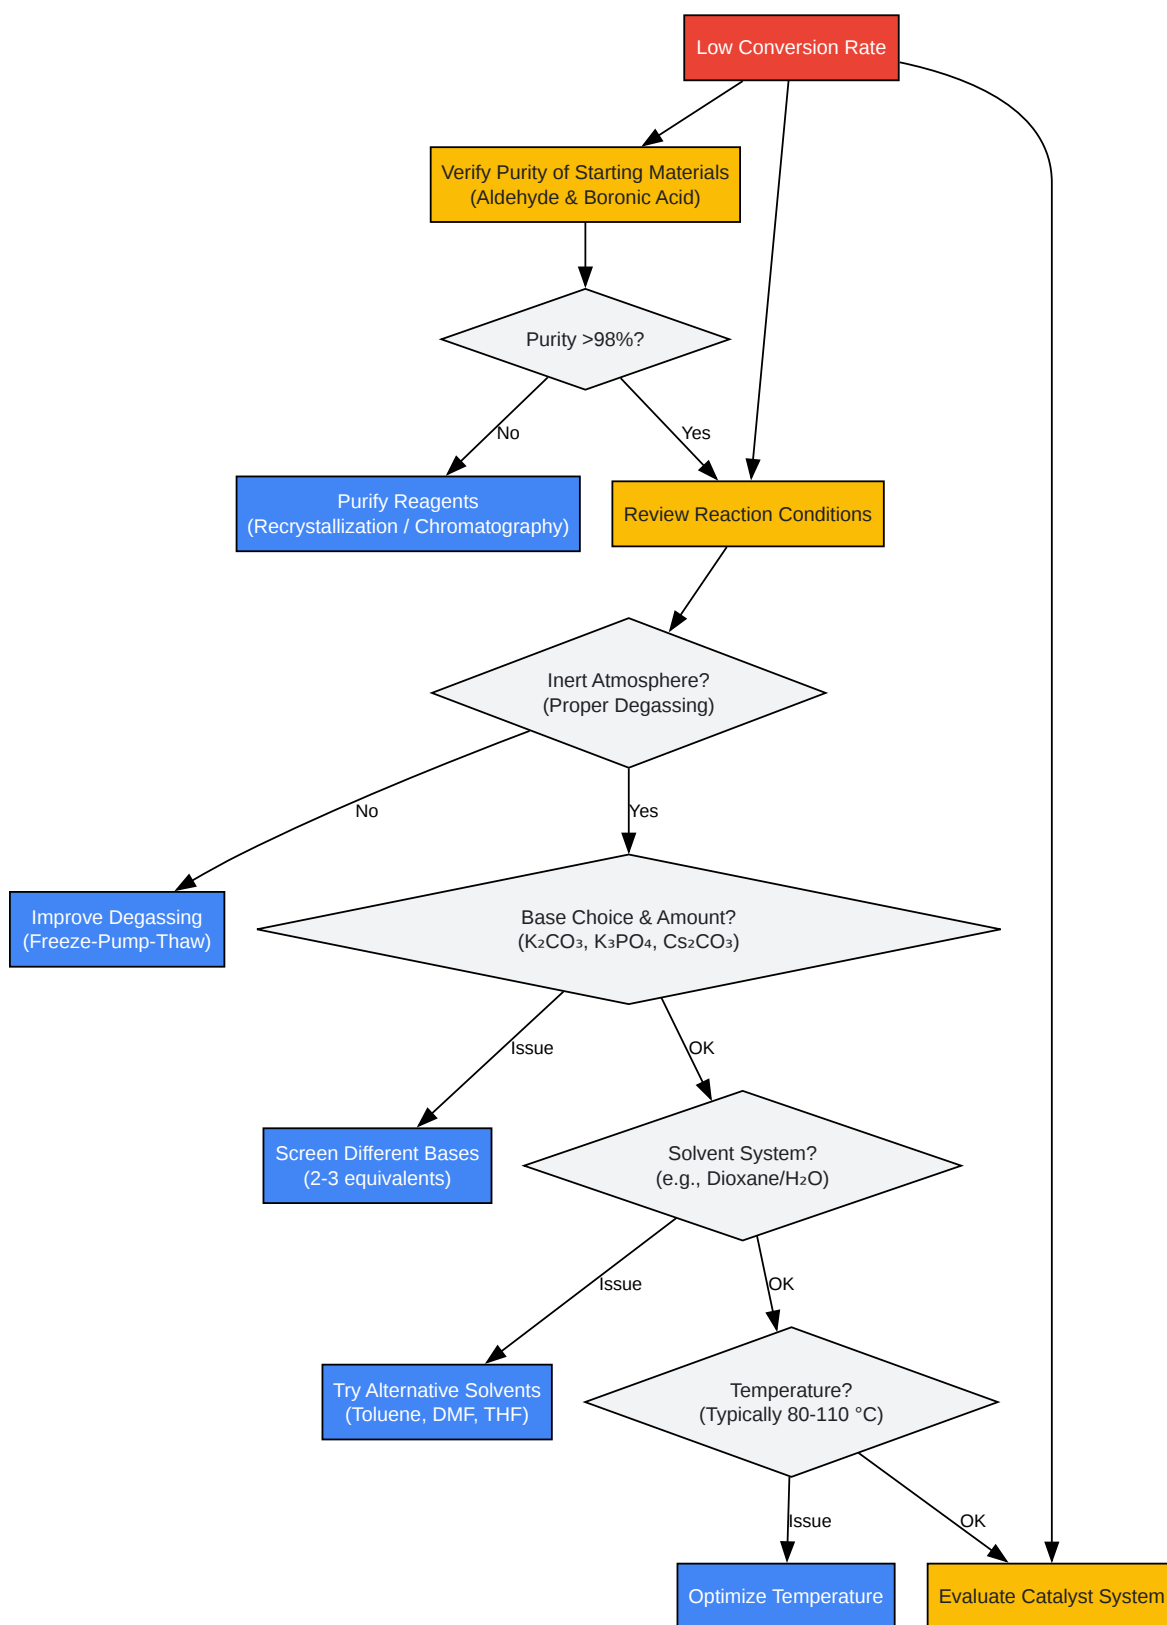 Low Conversion Rate
Verify Purity of Starting Materials
(Aldehyde & Boronic Acid)
Purity >98%?
No
Yes
Purify Reagents
(Recrystallization / Chromatography)
Review Reaction Conditions
Inert Atmosphere?
(Proper Degassing)
No
Yes
Improve Degassing
(Freeze-Pump-Thaw)
Base Choice & Amount?
(K₂CO₃, K₃PO₄, Cs₂CO₃)
Issue
OK
Screen Different Bases
(2-3 equivalents)
Solvent System?
(e.g., Dioxane/H₂O)
Issue
OK
Try Alternative Solvents
(Toluene, DMF, THF)
Temperature?
(Typically 80-110 °C)
Issue
OK
Optimize Temperature
Evaluate Catalyst System